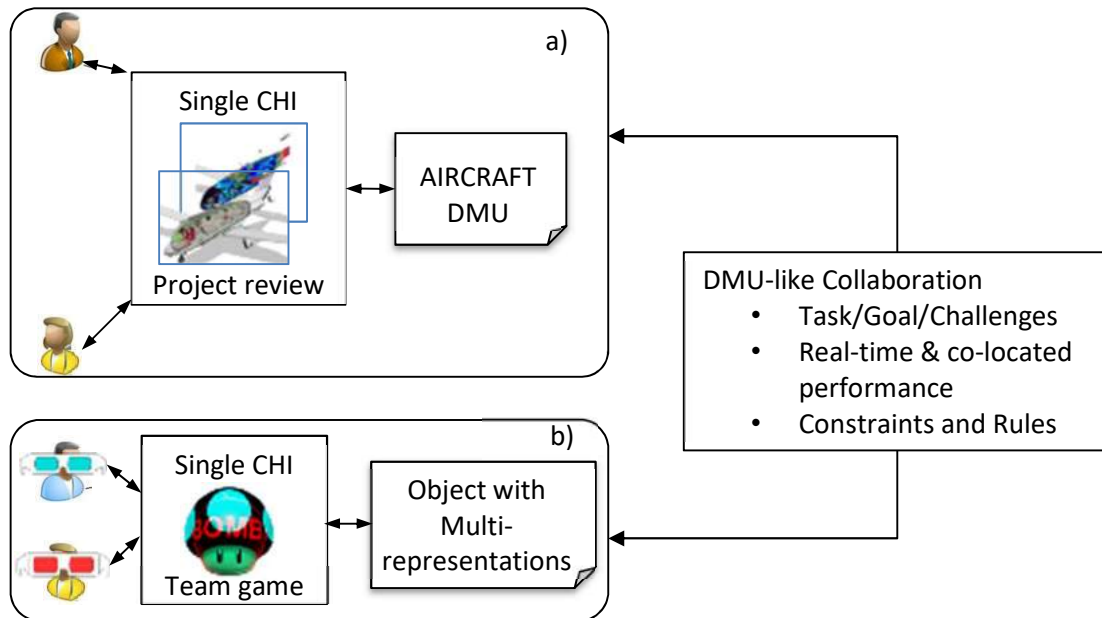 a)
Single CHI
Project review
AIRCRAFT
DMU
DMU-like Collaboration
• Task/Goal/Challenges
• Real-time & co-located
performance
• Constraints and Rules
b)
Single CHI
BOMB
Team game
Object with
Multi-
representations